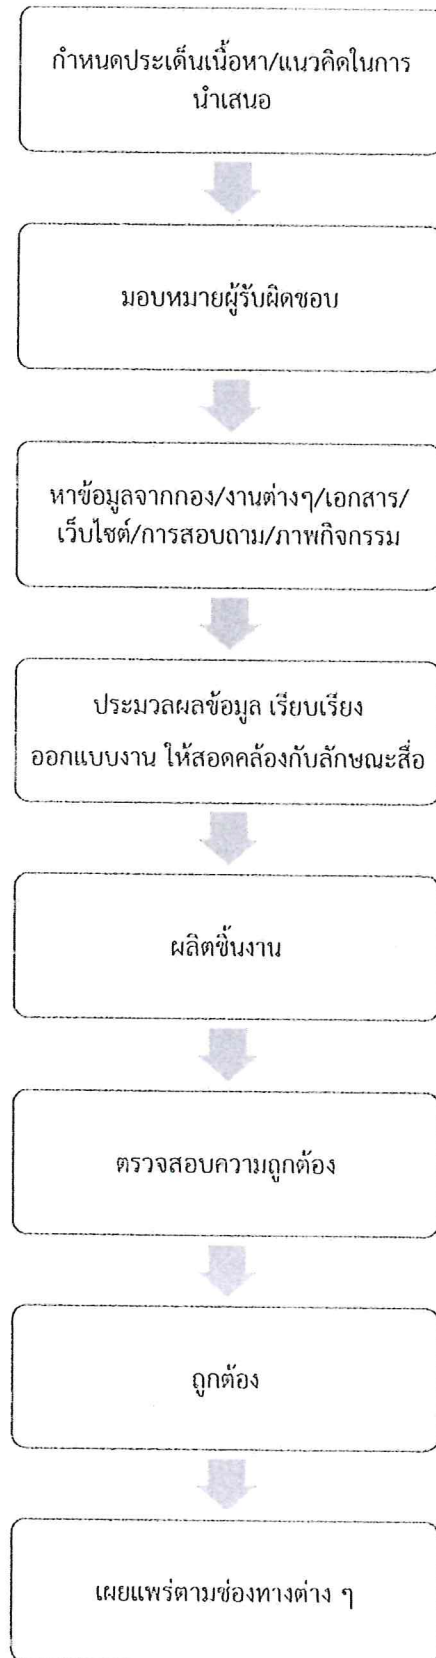 กำหนดประเด็นเนื้อหา/แนวคิดในการ
นำเสนอ
มอบหมายผู้รับผิดชอบ
หาข้อมูลจากกอง/งานต่างๆ/เอกสาร/
เว็บไซต์/การสอบถาม/ภาพกิจกรรม
ประมวลผลข้อมูล เรียบเรียง
ออกแบบงาน ให้สอดคล้องกับลักษณะสื่อ
ผลิตชิ้นงาน
ตรวจสอบความถูกต้อง
ถูกต้อง
เผยแพร่ตามช่องทางต่าง ๆ